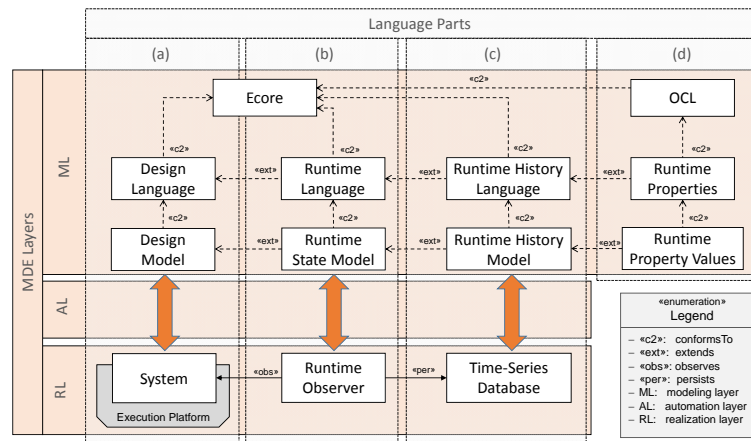 Language Parts
(a)
(b)
(c)
(d)
MDE Layers
ML
Ecore
«c2»
OCL
«c2»
«c2»
«c2»
«c2»
Design
Language
«ext»
Runtime
Language
«ext»
Runtime History
Language
«ext»
Runtime
Properties
«c2»
«c2»
«c2»
«c2»
Design
Model
«ext»
Runtime
State Model
«ext»
Runtime History
Model
«ext»
Runtime
Property Values
AL
RL
System
Execution Platform
«obs»
Runtime
Observer
«per»
Time-Series
Database
«enumeration»
Legend
– «c2»: conformsTo
– «ext»: extends
– «obs»: observes
– «per»: persists
– ML: modeling layer
– AL: automation layer
– RL: realization layer